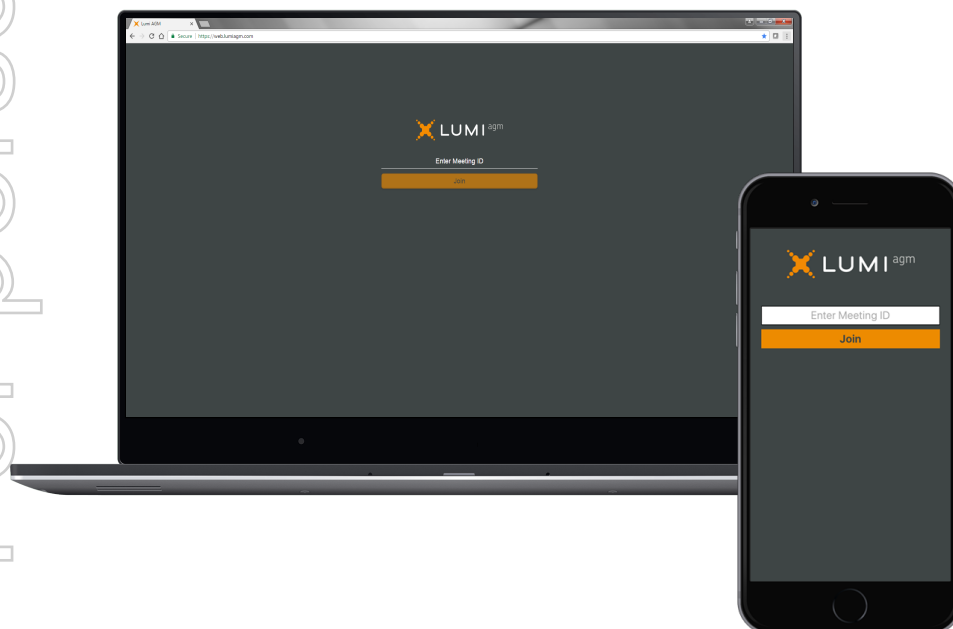 Lumi AGM
Secure | https://web.lumiagm.com
LUMI agm
Enter Meeting ID
Join
LUMI agm
Enter Meeting ID
Join